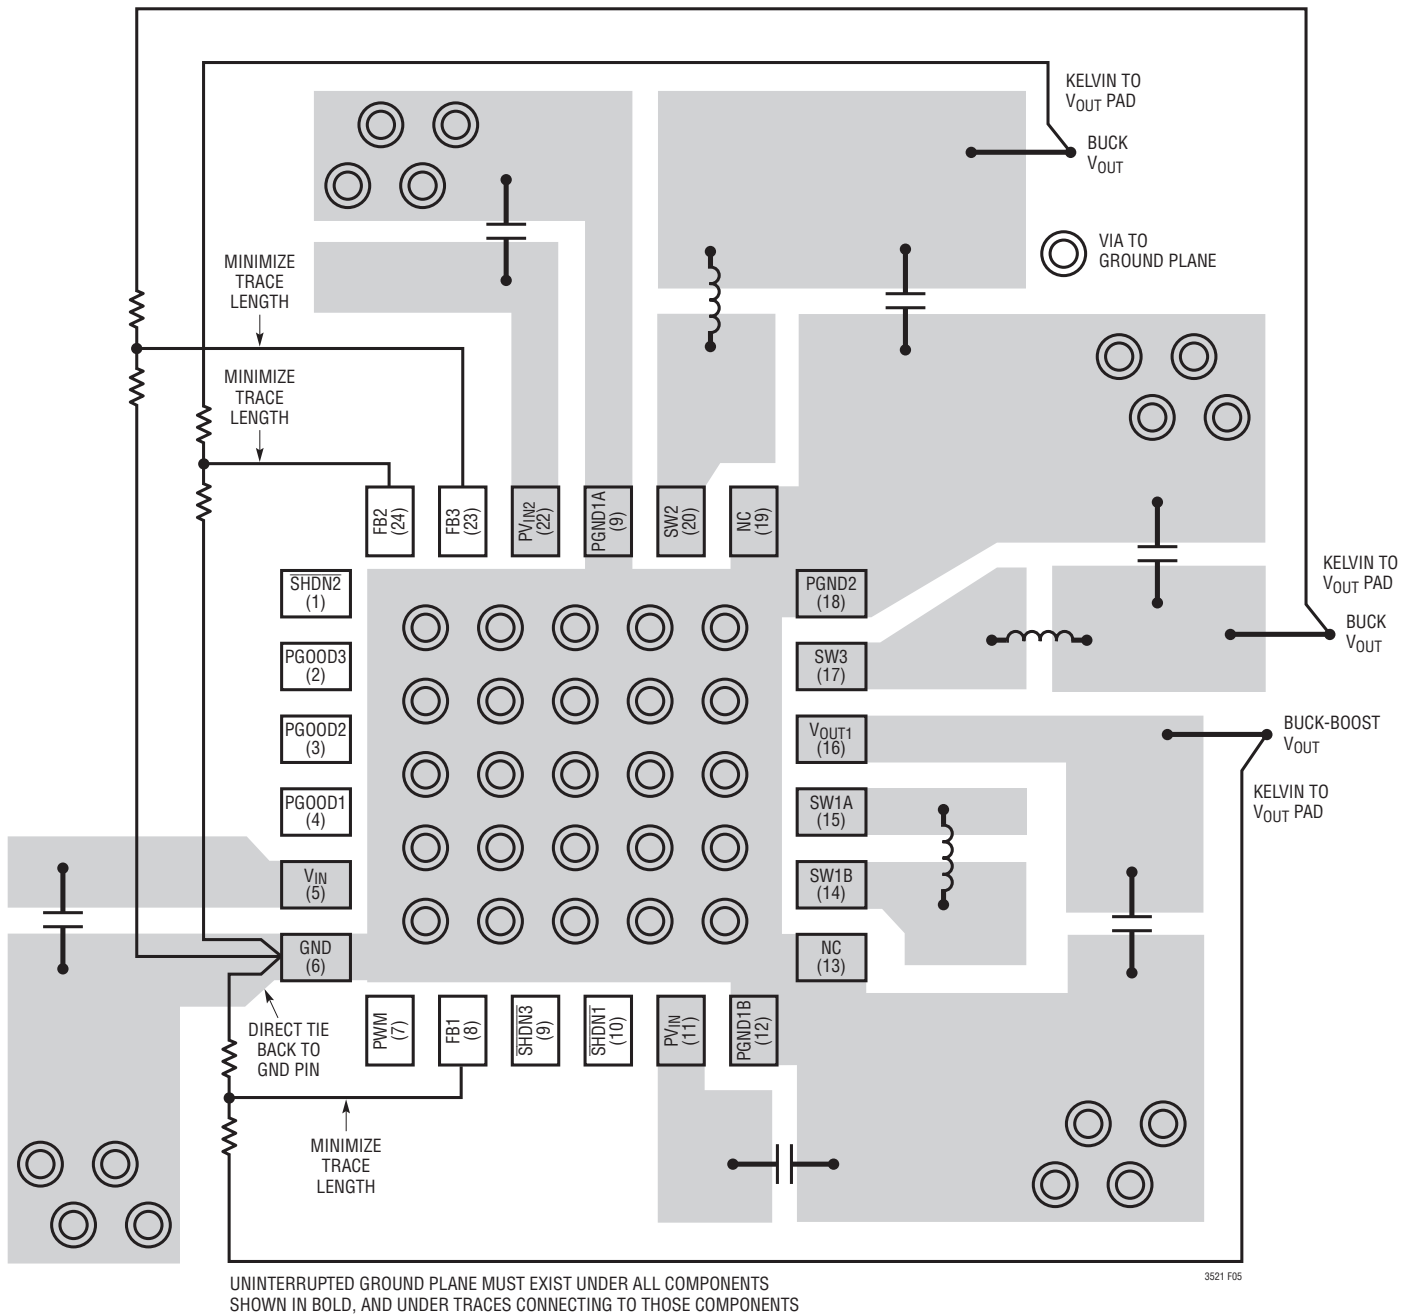 KELVIN TO
VOUT PAD
BUCK
VOUT
VIA TO
GROUND PLANE
MINIMIZE
TRACE
LENGTH
MINIMIZE
TRACE
LENGTH
FB2
(24)
FB3
(23)
PVIN2
(22)
PGND1A
(9)
SW2
(20)
NC
(19)
SHDN2
(1)
PGOOD3
(2)
PGOOD2
(3)
PGOOD1
(4)
VIN
(5)
GND
(6)
PGND2
(18)
SW3
(17)
VOUT1
(16)
SW1A
(15)
SW1B
(14)
NC
(13)
KELVIN TO
VOUT PAD
BUCK
VOUT
BUCK-BOOST
VOUT
KELVIN TO
VOUT PAD
PWM
(7)
FB1
(8)
SHDN3
(9)
SHDN1
(10)
PVIN
(11)
PGND1B
(12)
DIRECT TIE
BACK TO
GND PIN
MINIMIZE
TRACE
LENGTH
3521 F05
UNINTERRUPTED GROUND PLANE MUST EXIST UNDER ALL COMPONENTS
SHOWN IN BOLD, AND UNDER TRACES CONNECTING TO THOSE COMPONENTS